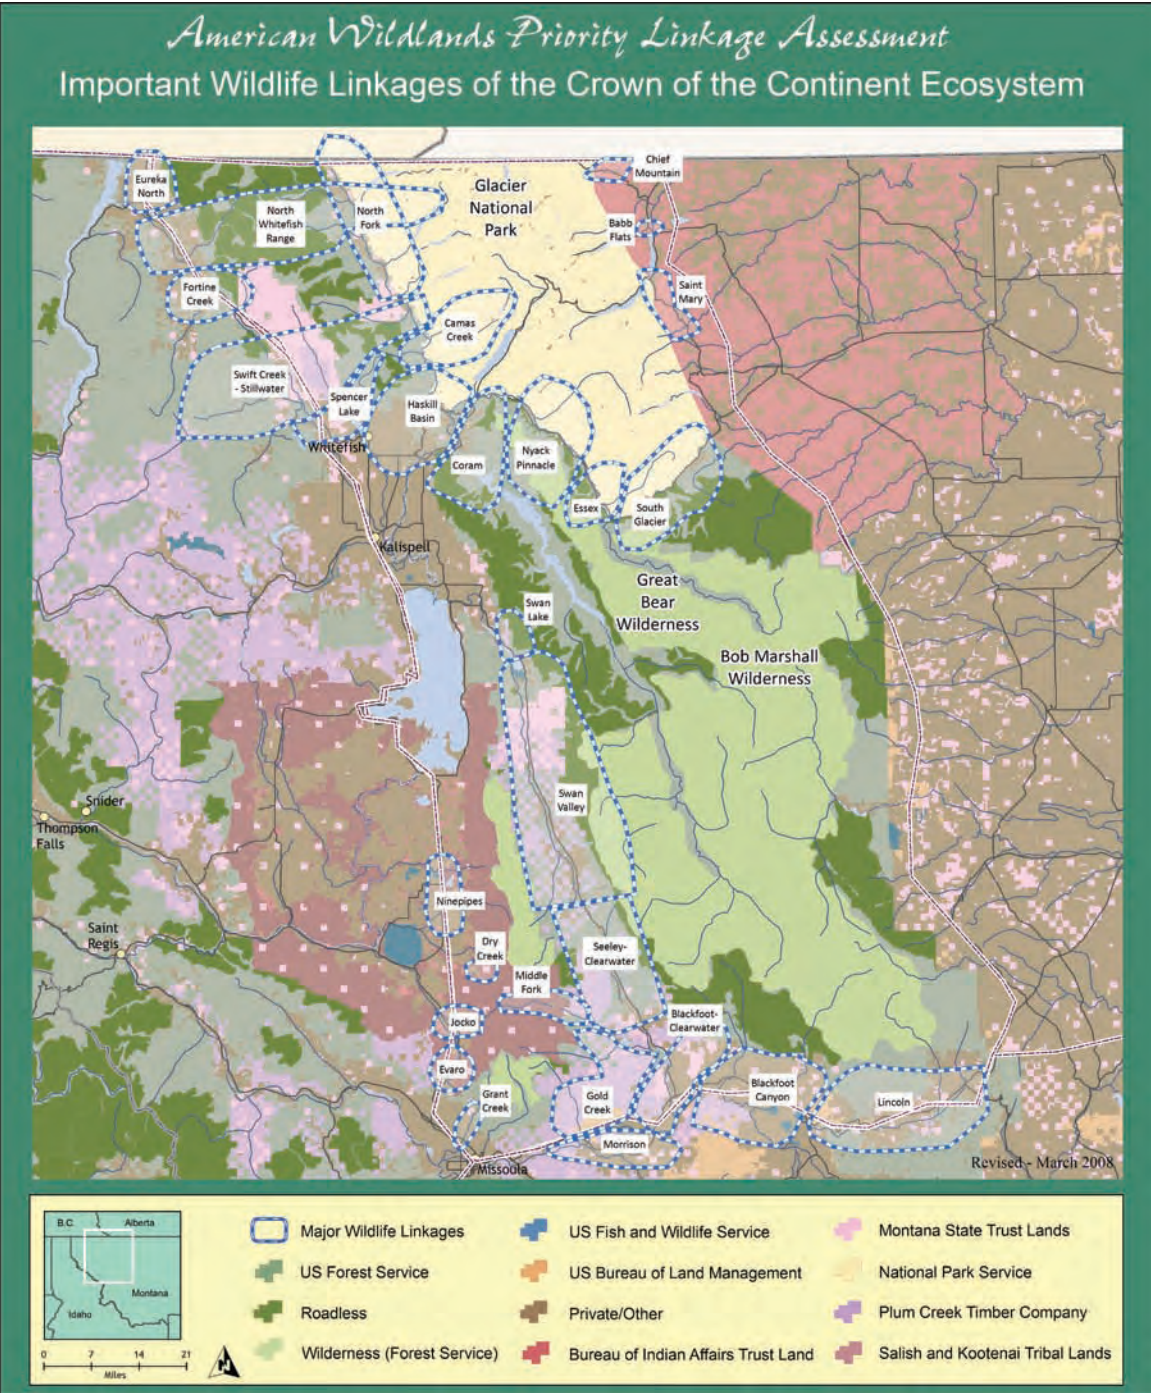 American Wildlands Priority Linkage Assessment
Important Wildlife Linkages of the Crown of the Continent Ecosystem
Eureka
North
North
Whitefish
Range
North
Fork
Glacier
National
Park
Chief
Mountain
Babb
Flats
Saint
Mary
Fortine
Creek
Camas
Creek
Swift Creek
- Stillwater
Spencer
Lake
Haskill
Basin
Whitefish
Coram
Nyack
Pinnacle
Essex
South
Glacier
Kalispell
Great
Bear
Wilderness
Swan
Lake
Bob Marshall
Wilderness
Swan
Valley
Snider
Thompson
Falls
Ninepipes
Saint
Regis
Dry
Creek
Seeley-
Clearwater
Middle
Fork
Jocko
Blackfoot-
Clearwater
Evaro
Grant
Creek
Gold
Creek
Blackfoot
Canyon
Lincoln
Morrison
Missoula
Revised - March 2008
B.C.
Alberta
Montana
Idaho
0 7 14 21
Miles
N
Major Wildlife Linkages
US Forest Service
Roadless
Wilderness (Forest Service)
US Fish and Wildlife Service
US Bureau of Land Management
Private/Other
Bureau of Indian Affairs Trust Land
Montana State Trust Lands
National Park Service
Plum Creek Timber Company
Salish and Kootenai Tribal Lands